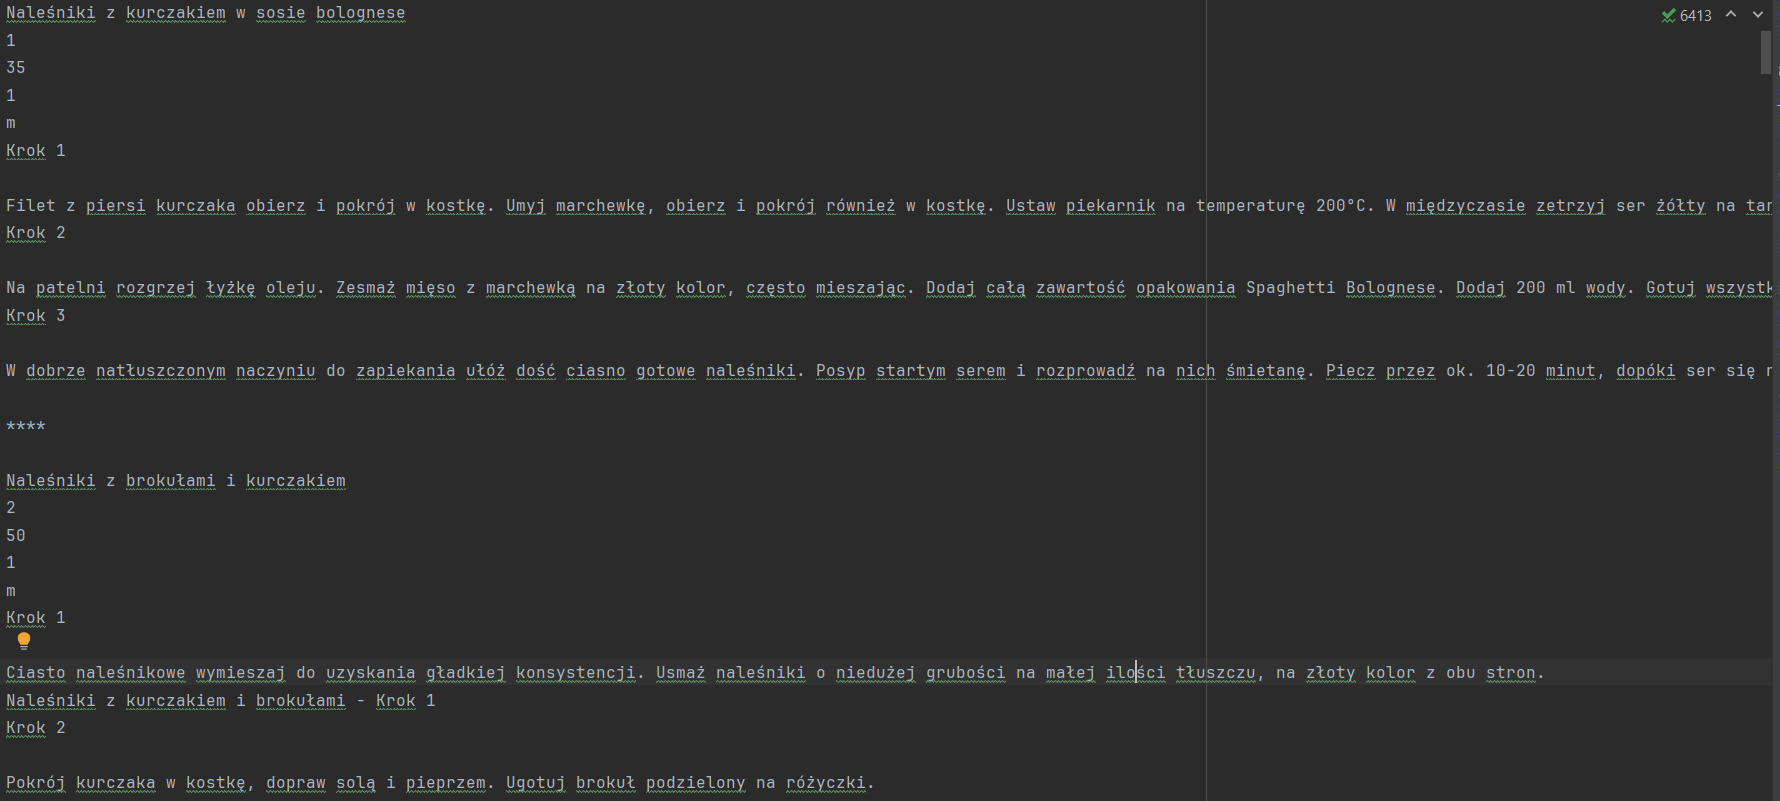 Naleśniki z kurczakiem w sosie bolognese
6413
1
35
1
m
Krok 1
Filet z piersi kurczaka obierz i pokrój w kostkę. Umyj marchewkę, obierz i pokrój również w kostkę. Ustaw piekarnik na temperaturę 200°C. W międzyczasie zetrzyj ser żółty na
Krok 2
Na patelni rozgrzej łyżkę oleju. Zesmaż mięso z marchewką na złoty kolor, często mieszając. Dodaj całą zawartość opakowania Spaghetti Bolognese. Dodaj 200 ml wody. Gotuj
Krok 3
W dobrze natłuszczonym naczyniu do zapiekania ułóż dość ciasno gotowe naleśniki. Posyp startym serem i rozprowadź na nich śmietanę. Piecz przez ok. 10-20 minut, dopóki ser się
****
Naleśniki z brokułami i kurczakiem
2
50
1
m
Krok 1
Ciasto naleśnikowe wymieszaj do uzyskania gładkiej konsystencji. Usmaż naleśniki o niedużej grubości na małej ilości tłuszczu, na złoty kolor z obu stron.
Naleśniki z kurczakiem i brokułami - Krok 1
Krok 2
Pokrój kurczaka w kostkę, dopraw solą i pieprzem. Ugotuj brokuł podzielony na różyczki.